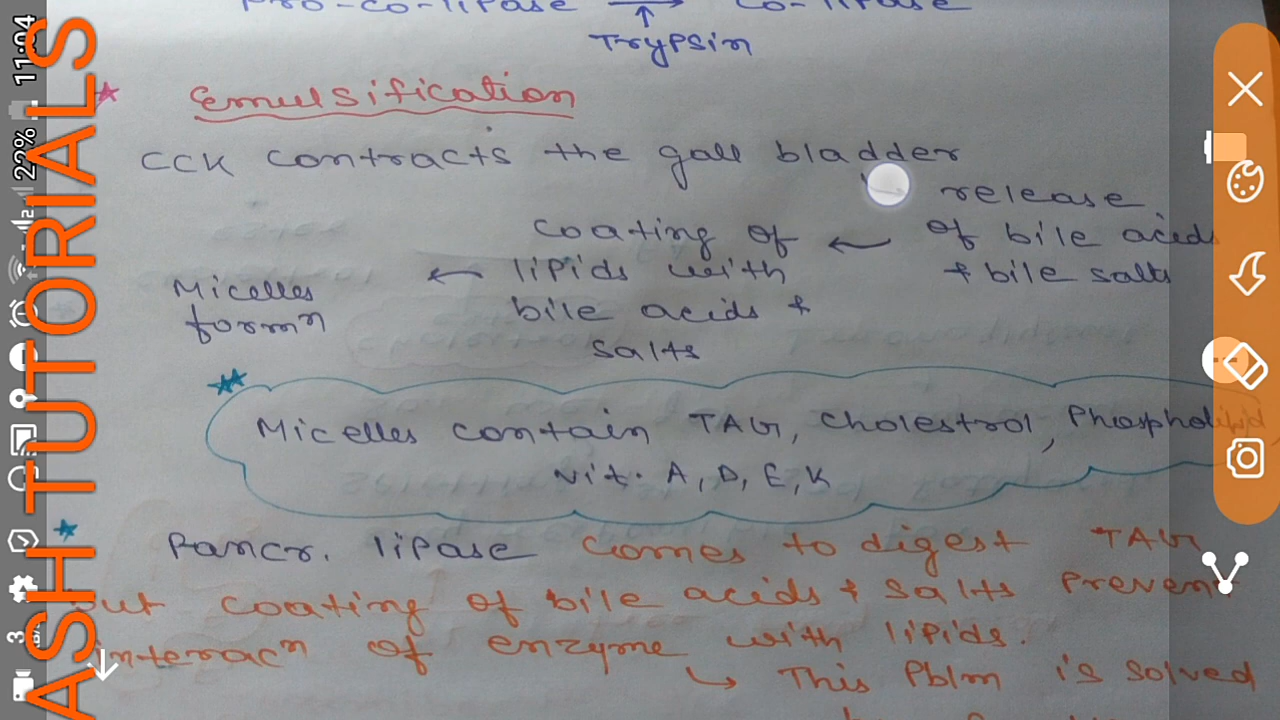 Pro-co-lipase → co-lipase
↑
Trypsin
Emulsification
CCK contracts the gall bladder
release
of bile acids
& bile salts
←
coating of
lipids with
bile acids &
salts
←
Micelles
formⁿ
Micelles contain TAG, Cholestrol, Phospholipid
Vit. A, D, E, K
Pancr. lipase comes to digest TAG
but coating of bile acids & salts prevent
interacⁿ of enzyme with lipids.
↳ This Pblm is solved
ASH TUTORIALS
11:04
22%